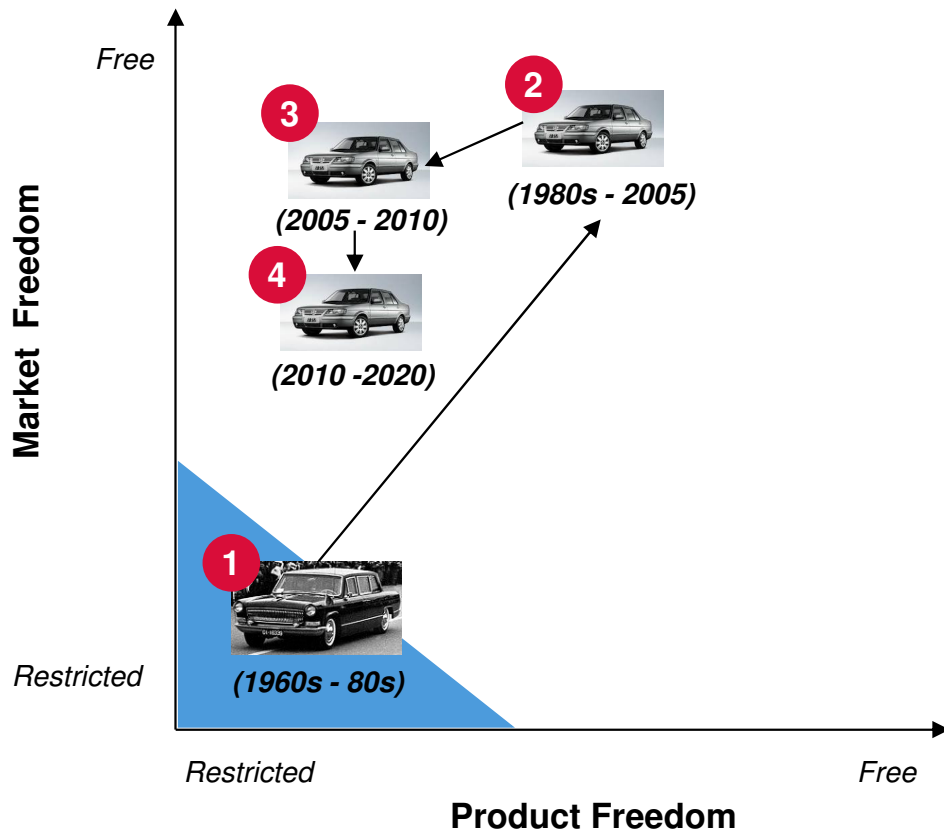 Free
2
3
(1980s - 2005)
(2005 - 2010)
4
(2010 -2020)
Market Freedom
1
Restricted
(1960s - 80s)
Restricted
Free
Product Freedom